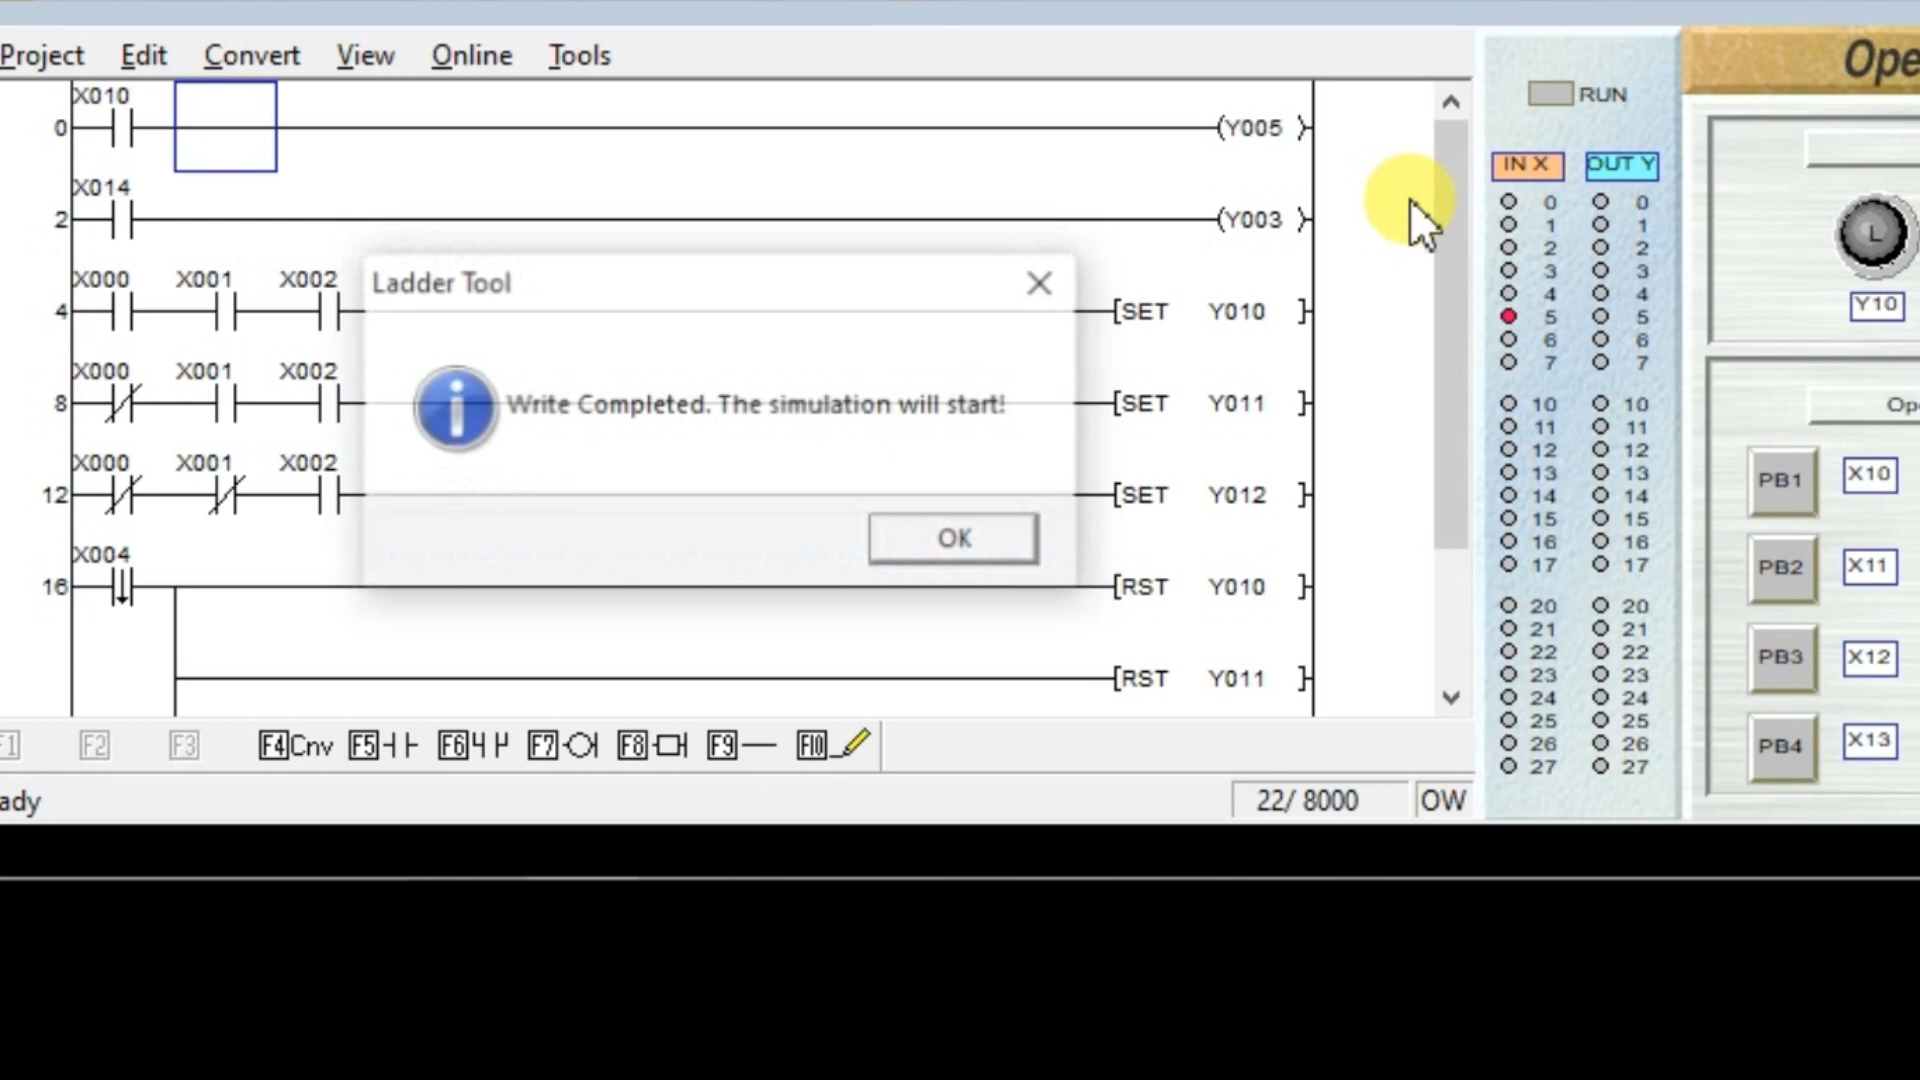 Project Edit Convert View Online Tools
X010
0 (Y005 )
X014
2 (Y003 )
X000 X001 X002
4 [SET Y010 ]
X000 X001 X002
8 [SET Y011 ]
X000 X001 X002
12 [SET Y012 ]
X004
16 [RST Y010 ]
[RST Y011 ]
Ladder Tool
Write Completed. The simulation will start!
OK
F1 F2 F3 F4 Cnv F5 F6 F7 F8 F9 F10
ady 22/ 8000 OW
RUN
IN X OUT Y
0 0
1 1
2 2
3 3
4 4
5 5
6 6
7 7
10 10
11 11
12 12
13 13
14 14
15 15
16 16
17 17
20 20
21 21
22 22
23 23
24 24
25 25
26 26
27 27
Ope
L
Y10
Ope
PB1 X10
PB2 X11
PB3 X12
PB4 X13